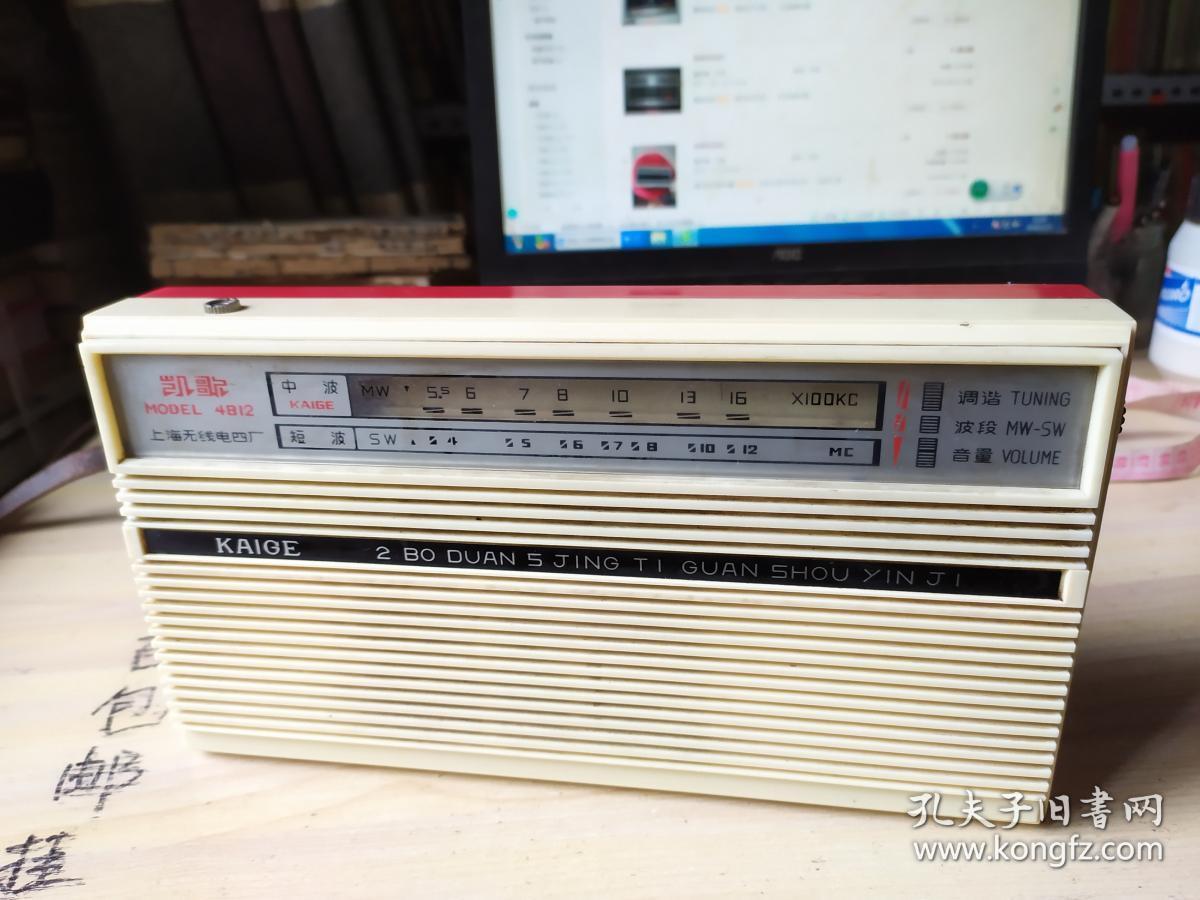 凯歌
MODEL 4B12
上海无线电四厂
中波
KAIGE
MW 5.5 6 7 8 10 13 16 X100KC
短波
SW 4 5 6 7 8 10 12 MC
调谐 TUNING
波段 MW-SW
音量 VOLUME
KAIGE 2 BO DUAN 5 JING TI GUAN SHOU YIN JI
AOC
孔夫子旧书网
www.kongfz.com